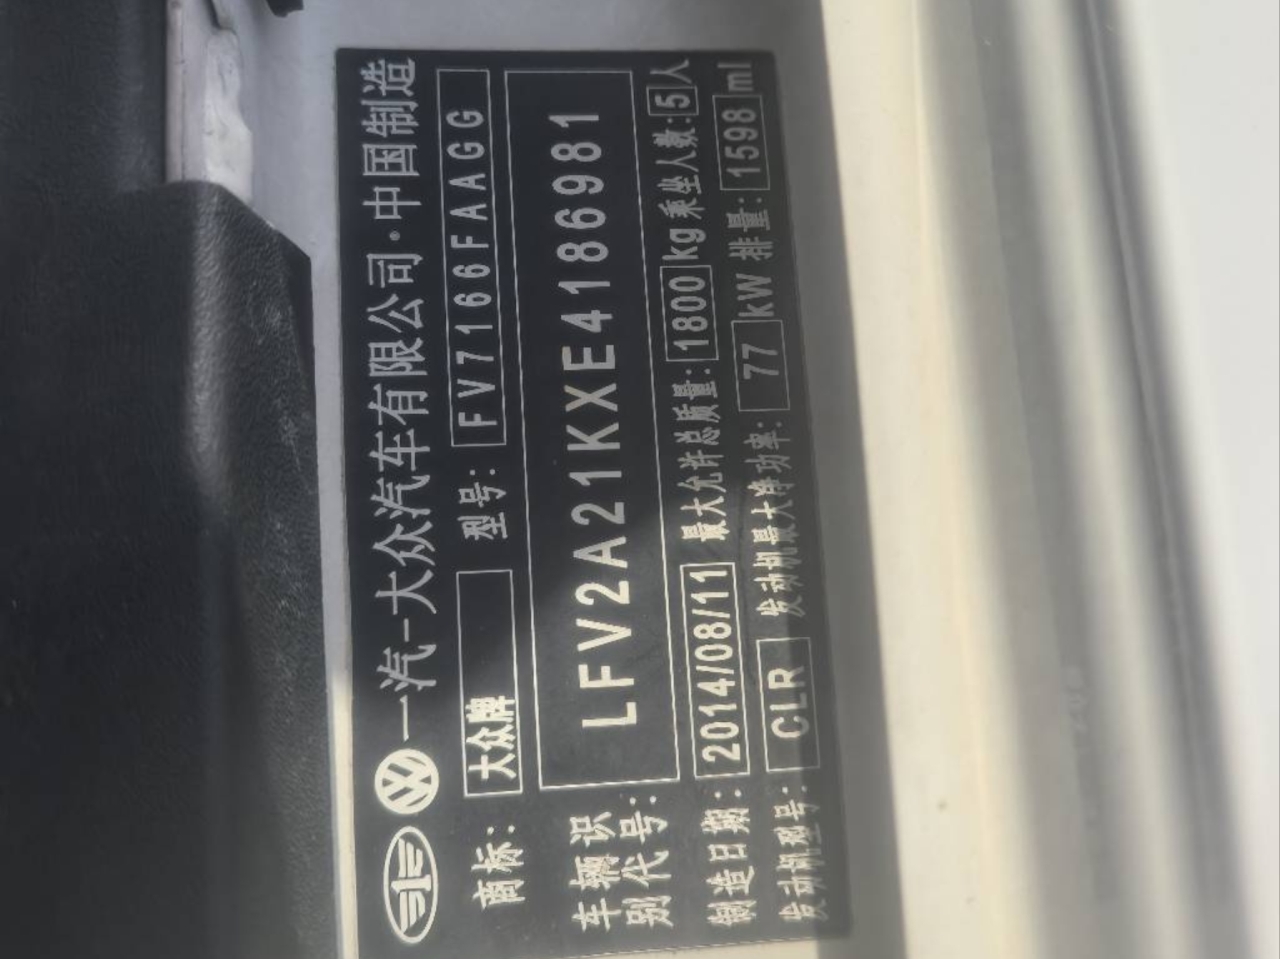 一汽-大众汽车有限公司·中国制造
商标: 大众牌 型号: FV7166FAAGG
车辆识别代号: LFV2A21KXE4186981
制造日期: 2014/08/11 最大允许总质量: 1800 kg 乘坐人数: 5 人
发动机型号: CLR 发动机最大净功率: 77 kW 排量: 1598 ml